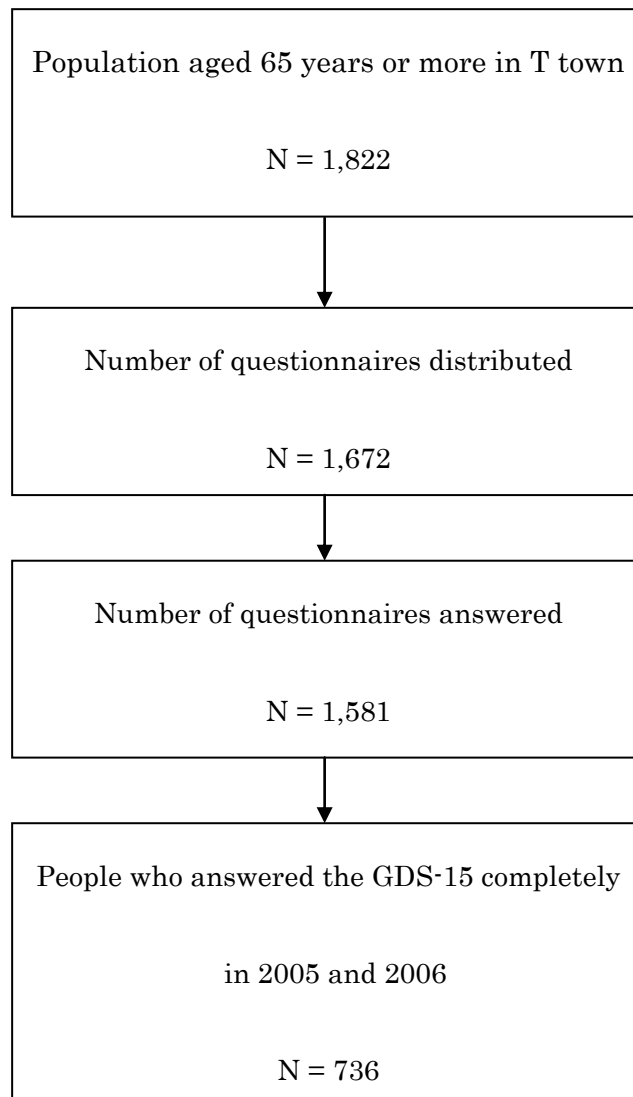 Population aged 65 years or more in T town
N = 1,822
Number of questionnaires distributed
N = 1,672
Number of questionnaires answered
N = 1,581
People who answered the GDS-15 completely
in 2005 and 2006
N = 736